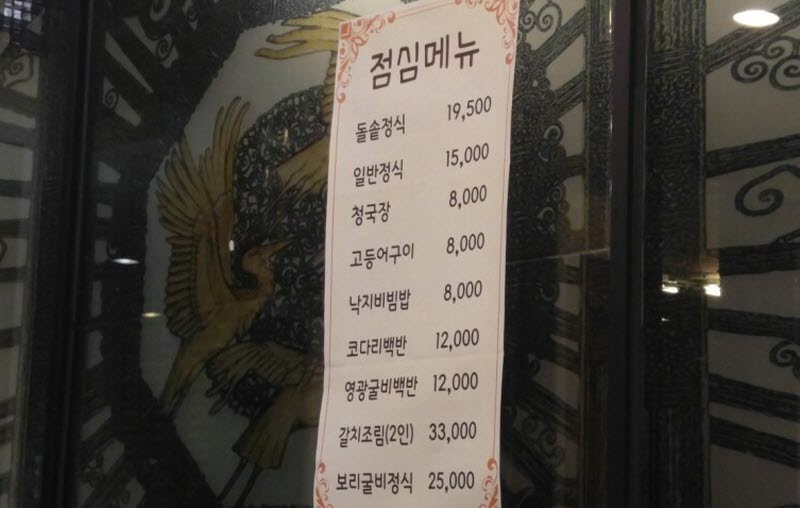 점심메뉴
돌솥정식 19,500
일반정식 15,000
청국장 8,000
고등어구이 8,000
낙지비빔밥 8,000
코다리백반 12,000
영광굴비백반 12,000
갈치조림(2인) 33,000
보리굴비정식 25,000